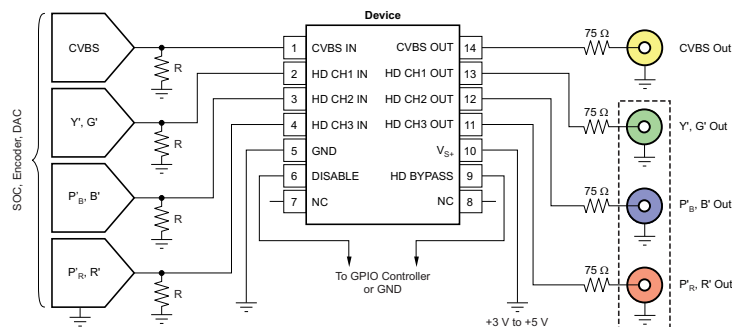 Device
SOC, Encoder, DAC
CVBS
R
Y', G'
R
P'B, B'
R
P'R, R'
R
1 CVBS IN
2 HD CH1 IN
3 HD CH2 IN
4 HD CH3 IN
5 GND
6 DISABLE
7 NC
CVBS OUT 14
HD CH1 OUT 13
HD CH2 OUT 12
HD CH3 OUT 11
VS+ 10
HD BYPASS 9
NC 8
To GPIO Controller
or GND
+3 V to +5 V
75 Ω
CVBS Out
75 Ω
Y', G' Out
75 Ω
P'B, B' Out
75 Ω
P'R, R' Out